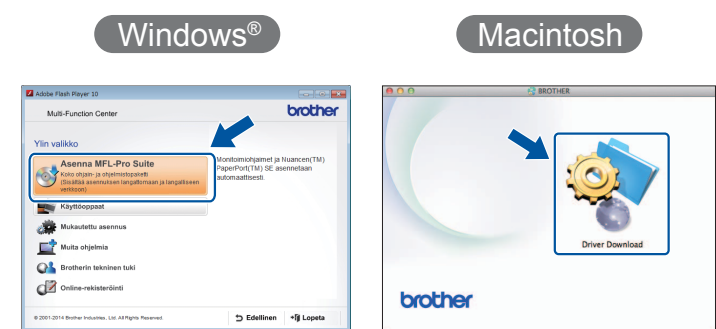 Windows®
Macintosh
Adobe Flash Player 10
Multi-Function Center
brother
Ylin valikko
Asenna MFL-Pro Suite
Koko ohjain- ja ohjelmistopaketti
(Sisältää asennuksen langattomaan ja langalliseen
verkkoon)
Monitoimiohjaimet ja Nuancen(TM)
PaperPort(TM) SE asennetaan
automaattisesti.
Käyttöoppaat
Mukautettu asennus
Muita ohjelmia
Brotherin tekninen tuki
Online-rekisteröinti
© 2001-2014 Brother Industries, Ltd. All Rights Reserved.
Edellinen
Lopeta
BROTHER
Driver Download
brother